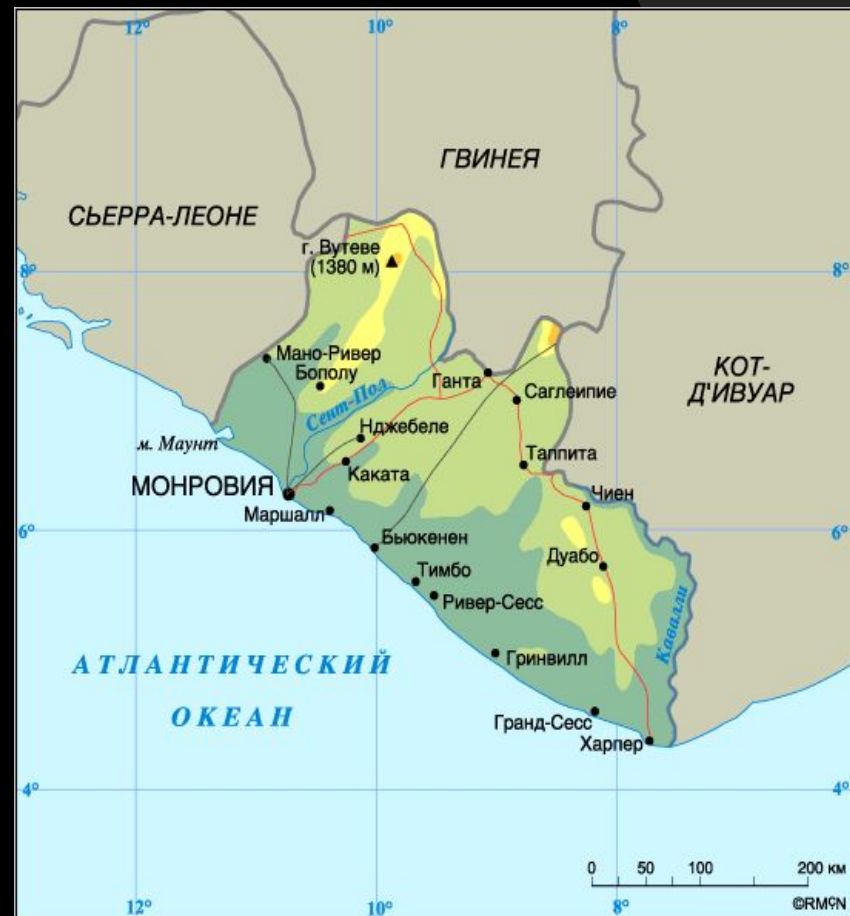 12°
10°
8°
ГВИНЕЯ
СЬЕРРА-ЛЕОНЕ
г. Вутеве
(1380 м)
8°
8°
Мано-Ривер
Бополу
Сент-Пол
Ганта
Саглеипие
КОТ-
Д'ИВУАР
м. Маунт
Нджебеле
Каката
Таппита
МОНРОВИЯ
Маршалл
Чиен
6°
6°
Бьюкенен
Дуабо
Тимбо
Ривер-Сесс
Кавалли
АТЛАНТИЧЕСКИЙ
ОКЕАН
Гринвилл
Гранд-Сесс
Харпер
4°
4°
0 50 100 200 км
12°
10°
8°